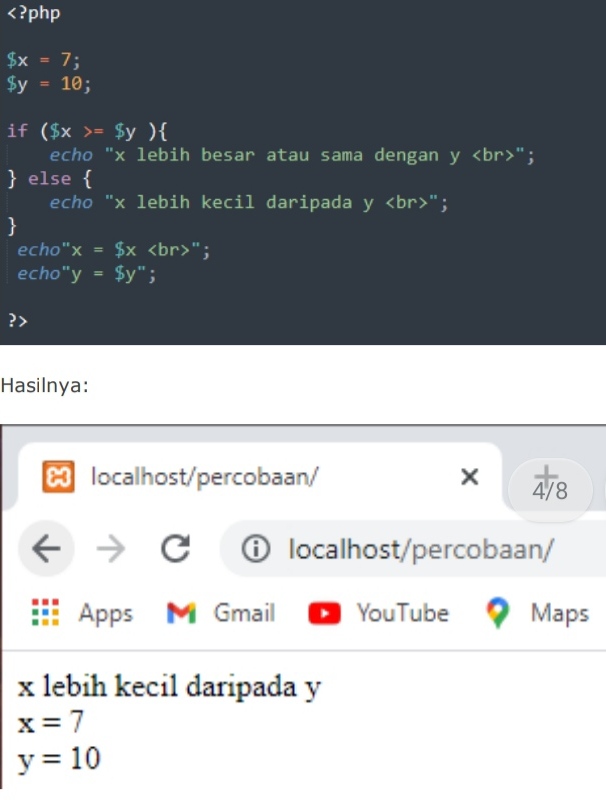 <?php
$x = 7;
$y = 10;
if ($x >= $y ){
echo "x lebih besar atau sama dengan y <br>";
} else {
echo "x lebih kecil daripada y <br>";
}
echo"x = $x <br>";
echo"y = $y";
?>
Hasilnya:
localhost/percobaan/
4/8
localhost/percobaan/
Apps Gmail YouTube Maps
x lebih kecil daripada y
x = 7
y = 10